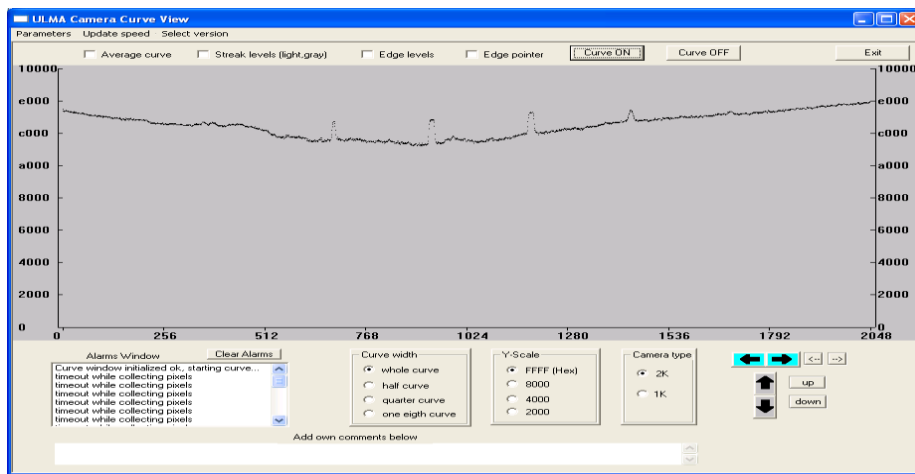 ULMA Camera Curve View
Parameters Update speed Select version
Average curve Streak levels (light,gray) Edge levels Edge pointer Curve ON Curve OFF Exit
10000 10000
e000 e000
c000 c000
a000 a000
8000 8000
6000 6000
4000 4000
2000 2000
0 0
0 256 512 768 1024 1280 1536 1792 2048
Alarms Window Clear Alarms
Curve window initialized ok, starting curve...
timeout while collecting pixels
timeout while collecting pixels
timeout while collecting pixels
timeout while collecting pixels
timeout while collecting pixels
timeout while collecting pixels
Curve width
whole curve
half curve
quarter curve
one eigth curve
Y-Scale
FFFF (Hex)
8000
4000
2000
Camera type
2K
1K
<-- -->
up
down
Add own comments below